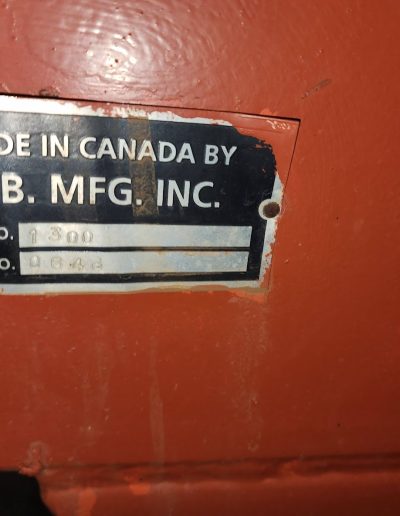 DE IN CANADA BY
B. MFG. INC.
O. 1300
O.